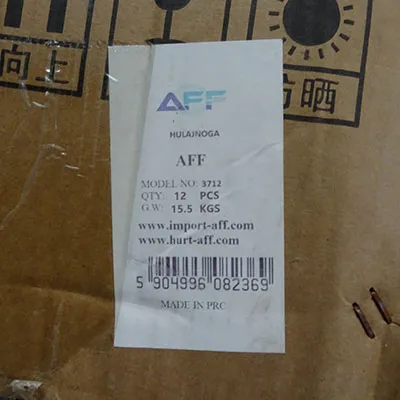 向上
防晒
AFF
HULAJNOGA
AFF
MODEL NO: 3712
QTY: 12 PCS
G.W: 15.5 KGS
www.import-aff.com
www.hurt-aff.com
5 904996 082369
MADE IN PRC